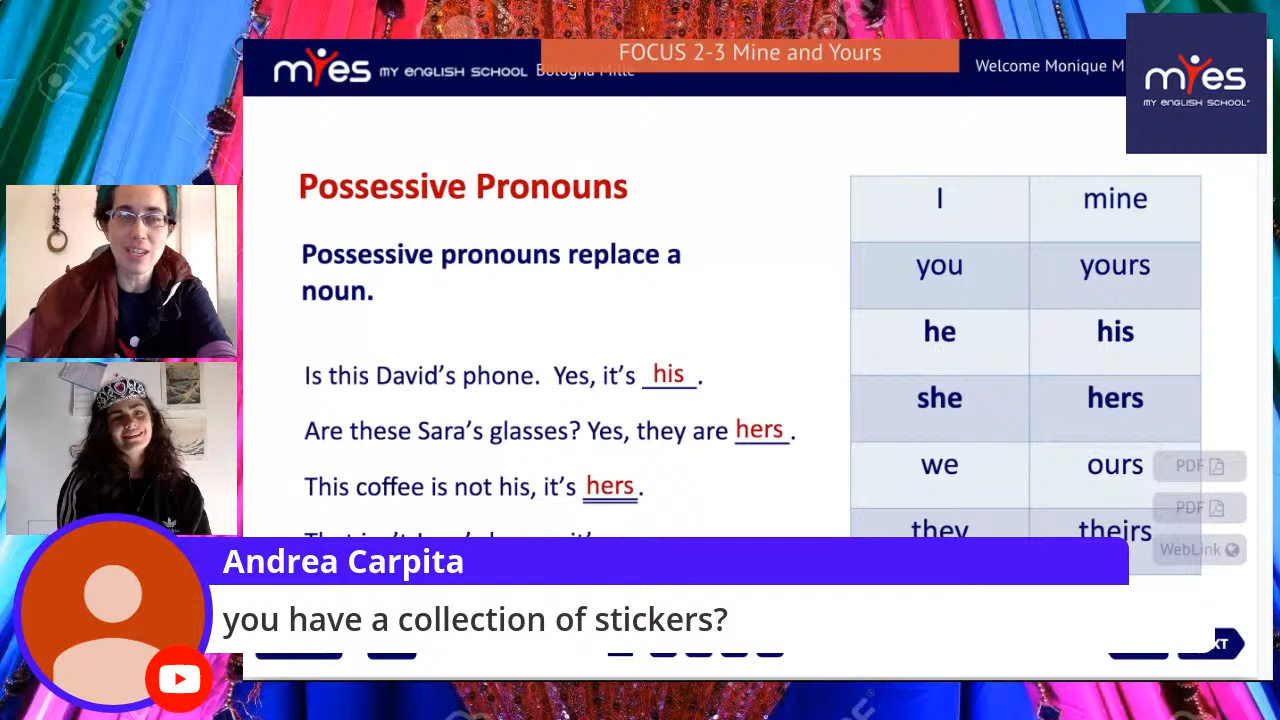 FOCUS 2-3 Mine and Yours
myes MY ENGLISH SCHOOL Bologna Mille
Welcome Monique M
myes
MY ENGLISH SCHOOL
Possessive Pronouns
Possessive pronouns replace a
noun.
Is this David's phone. Yes, it's his.
Are these Sara's glasses? Yes, they are hers.
This coffee is not his, it's hers.
I mine
you yours
he his
she hers
we ours
they theirs
PDF
PDF
WebLink
Andrea Carpita
you have a collection of stickers?
123RF